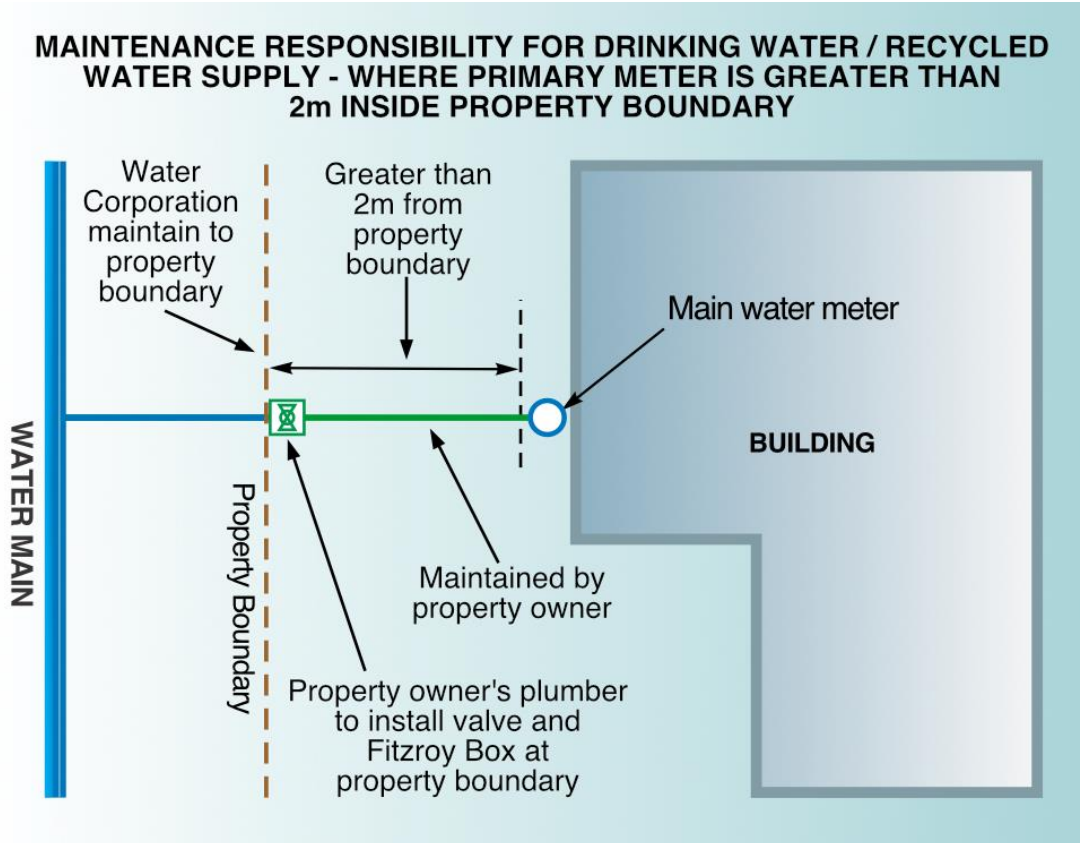 MAINTENANCE RESPONSIBILITY FOR DRINKING WATER / RECYCLED
WATER SUPPLY - WHERE PRIMARY METER IS GREATER THAN
2m INSIDE PROPERTY BOUNDARY
Water
Corporation
maintain to
property
boundary
Greater than
2m from
property
boundary
Main water meter
WATER MAIN
Property Boundary
BUILDING
Maintained by
property owner
Property owner's plumber
to install valve and
Fitzroy Box at
property boundary